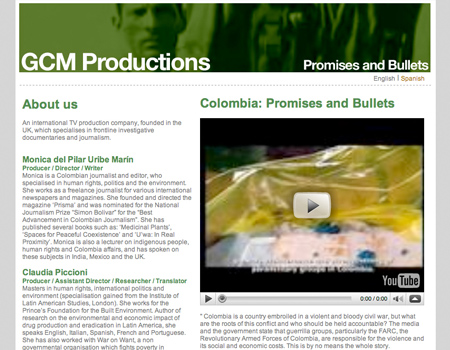 GCM Productions
Promises and Bullets
English | Spanish
About us
An international TV production company, founded in the
UK, which specialises in frontline investigative
documentaries and journalism.
Monica del Pilar Uribe Marín
Producer / Director / Writer
Monica is a Colombian journalist and editor, who
specialised in human rights, politics and the environment.
She works as a freelance journalist for various international
newspapers and magazines. She founded and directed the
magazine 'Prisma' and was nominated for the National
Journalism Prize "Simon Bolivar" for the "Best
Advancement in Colombian Journalism". She has
published several books such as: 'Medicinal Plants',
'Spaces for Peaceful Coexistence' and 'U'wa: In Real
Proximity'. Monica is also a lecturer on indigenous people,
human rights and Colombia affairs, and has spoken on
these subjects in India, Mexico and the UK.
Claudia Piccioni
Producer / Assistant Director / Researcher / Translator
Masters in human rights, international politics and
environment (specialisation gained from the Institute of
Latin American Studies, London). She works for the
Prince's Foundation for the Built Environment. Author of
research on the environmental and economic impact of
drug production and eradication in Latin america, she
speaks English, Italian, Spanish, French and Portuguese.
She has also worked with War on Want, a non
governmental organisation which fights poverty in
Colombia: Promises and Bullets
groups in Colombia.
YouTube
0:00 / 0:00
" Colombia is a country embroiled in a violent and bloody civil war, but what
are the roots of this conflict and who should be held accountable? The media
and the government state that guerrilla groups, particularly the FARC, the
Revolutionary Armed Forces of Colombia, are responsible for the violence and
its social and economic costs. This is by no means the whole story.